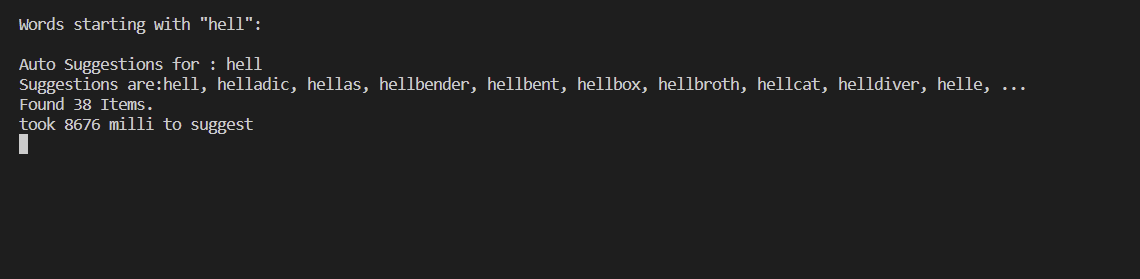 Words starting with "hell":
Auto Suggestions for : hell
Suggestions are:hell, helladic, hellas, hellbender, hellbent, hellbox, hellbroth, hellcat, helldiver, helle, ...
Found 38 Items.
took 8676 milli to suggest